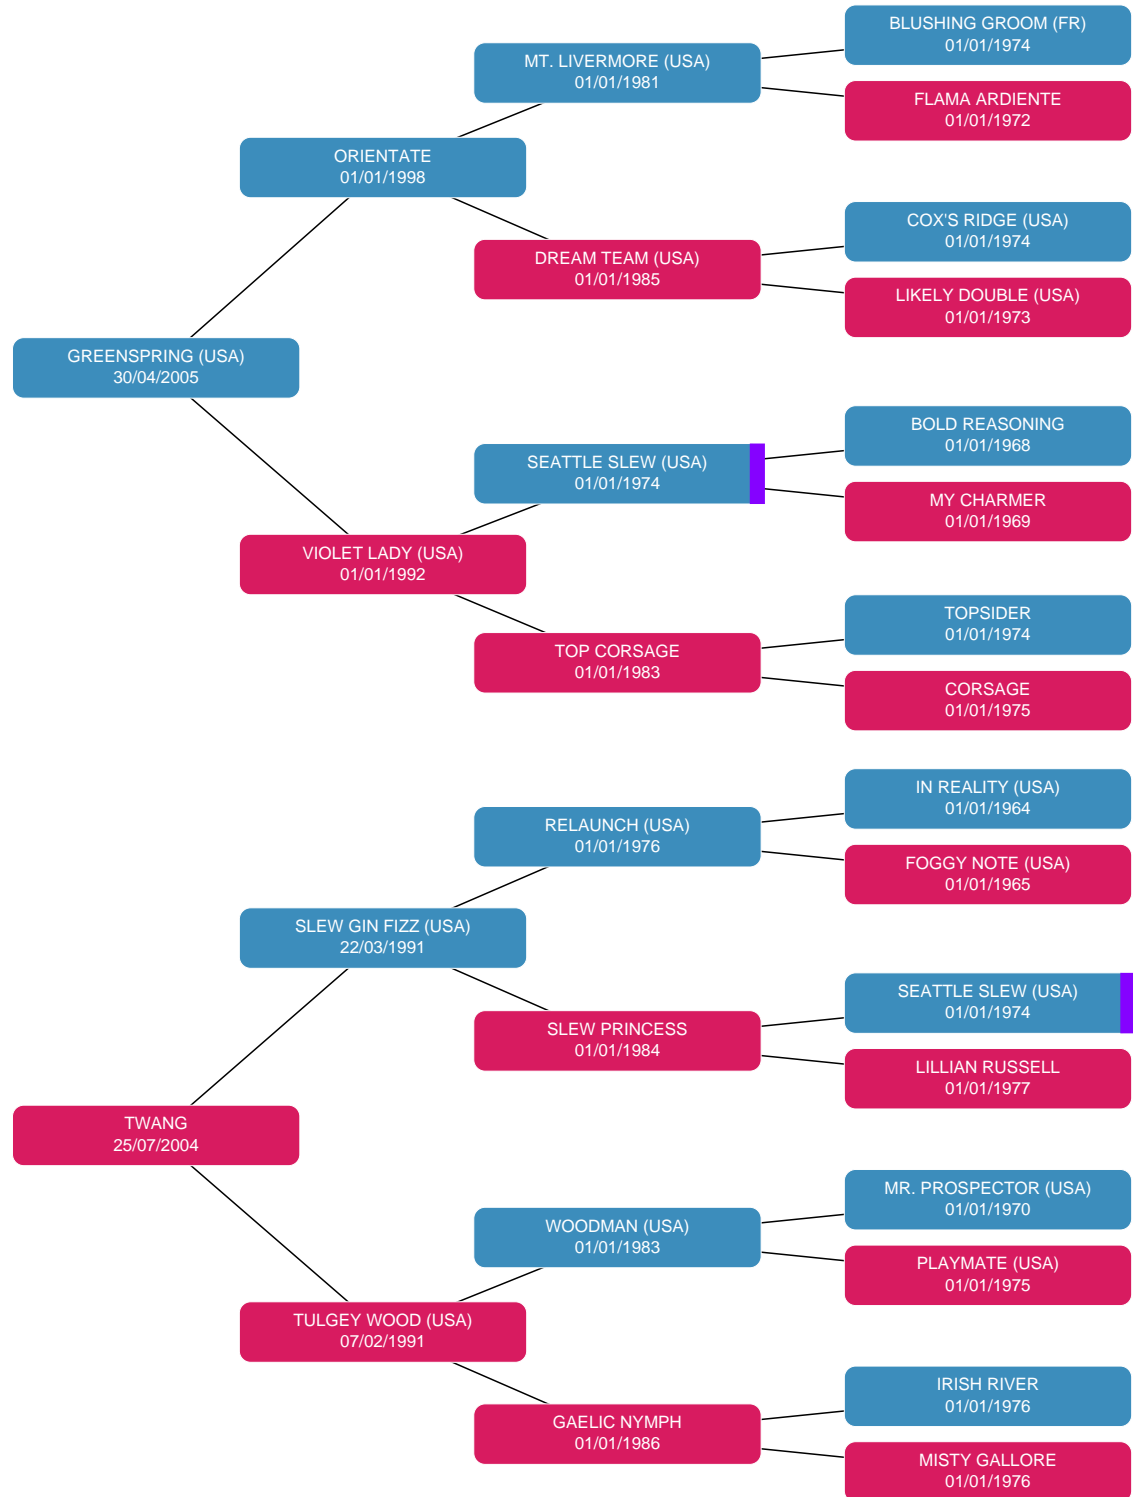 BLUSHING GROOM (FR)
01/01/1974
MT. LIVERMORE (USA)
01/01/1981
FLAMA ARDIENTE
01/01/1972
ORIENTATE
01/01/1998
COX'S RIDGE (USA)
01/01/1974
DREAM TEAM (USA)
01/01/1985
LIKELY DOUBLE (USA)
01/01/1973
GREENSPRING (USA)
30/04/2005
BOLD REASONING
01/01/1968
SEATTLE SLEW (USA)
01/01/1974
MY CHARMER
01/01/1969
VIOLET LADY (USA)
01/01/1992
TOPSIDER
01/01/1974
TOP CORSAGE
01/01/1983
CORSAGE
01/01/1975
IN REALITY (USA)
01/01/1964
RELAUNCH (USA)
01/01/1976
FOGGY NOTE (USA)
01/01/1965
SLEW GIN FIZZ (USA)
22/03/1991
SEATTLE SLEW (USA)
01/01/1974
SLEW PRINCESS
01/01/1984
LILLIAN RUSSELL
01/01/1977
TWANG
25/07/2004
MR. PROSPECTOR (USA)
01/01/1970
WOODMAN (USA)
01/01/1983
PLAYMATE (USA)
01/01/1975
TULGEY WOOD (USA)
07/02/1991
IRISH RIVER
01/01/1976
GAELIC NYMPH
01/01/1986
MISTY GALLORE
01/01/1976